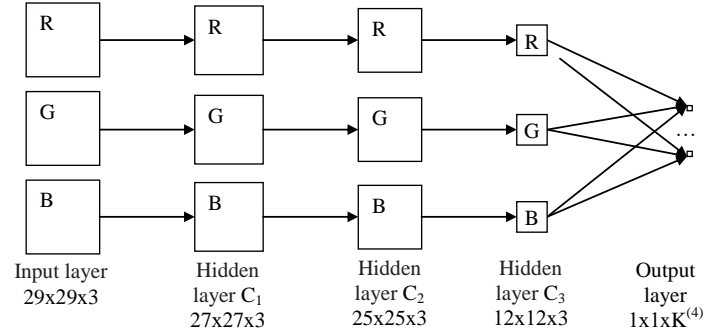 R
R
R
R
G
G
G
G
…
B
B
B
B
Input layer
29x29x3
Hidden
layer C₁
27x27x3
Hidden
layer C₂
25x25x3
Hidden
layer C₃
12x12x3
Output
layer
1x1xK⁽⁴⁾